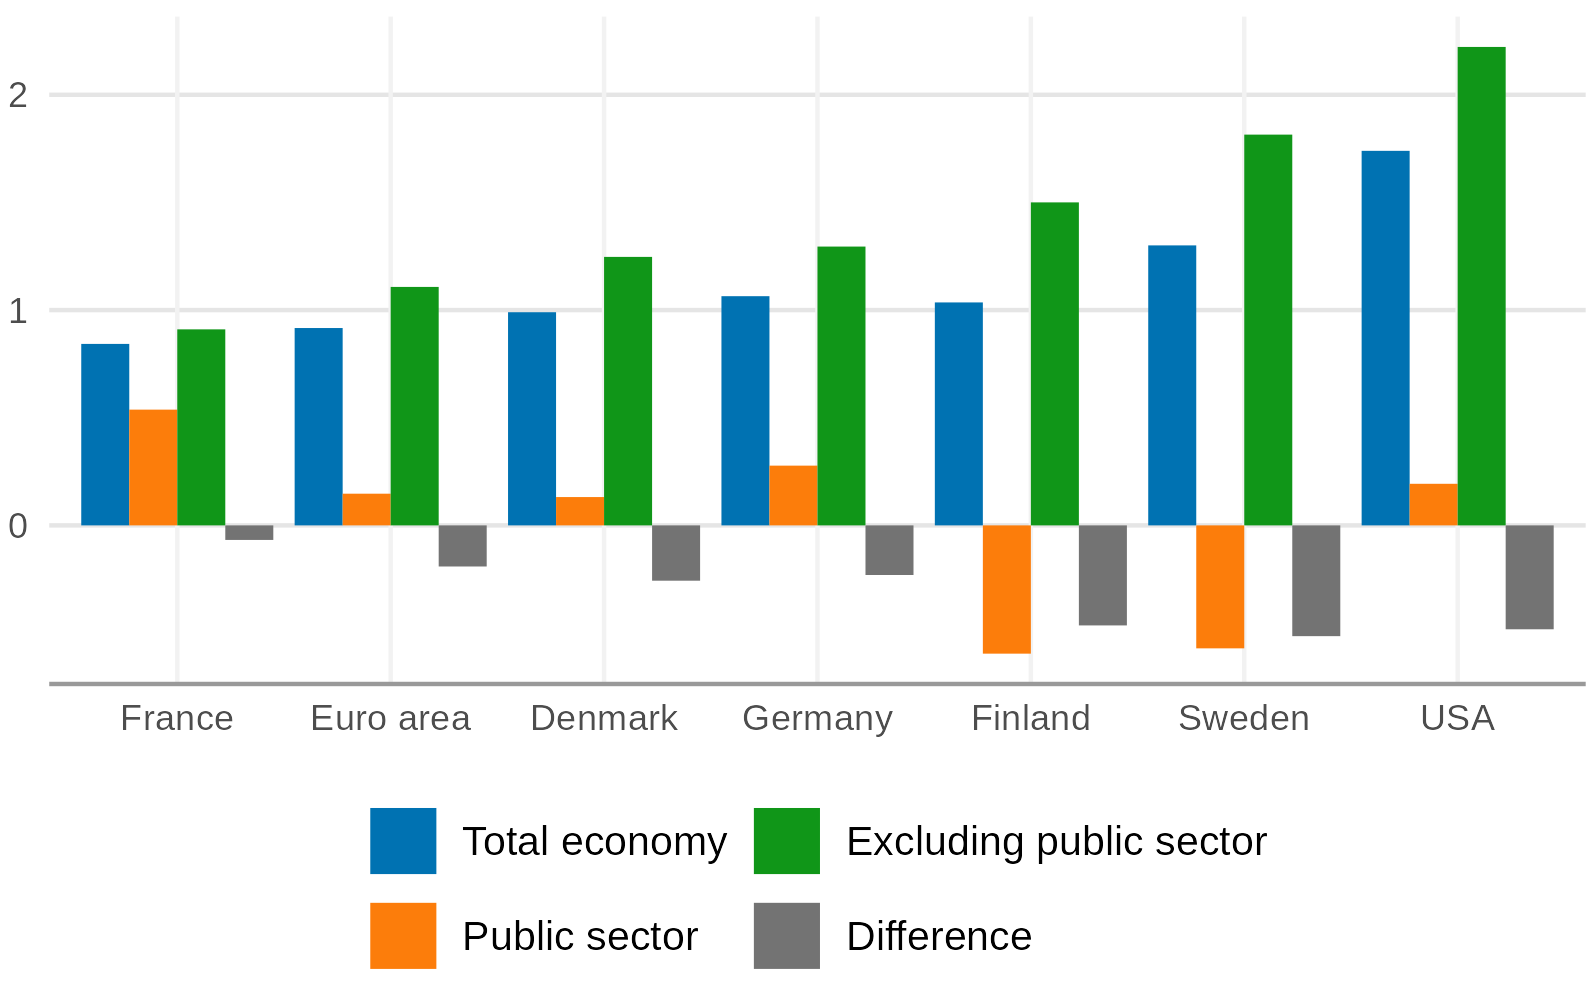 2
1
0
France Euro area Denmark Germany Finland Sweden USA
Total economy Excluding public sector
Public sector Difference